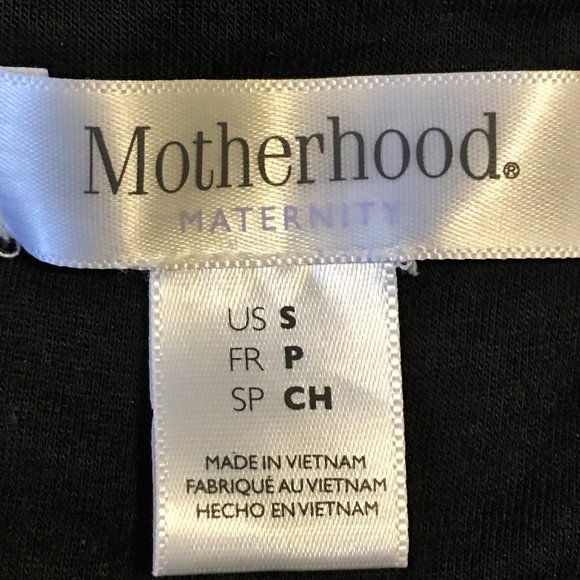 Motherhood®
MATERNITY
US S
FR P
SP CH
MADE IN VIETNAM
FABRIQUÉ AU VIETNAM
HECHO EN VIETNAM